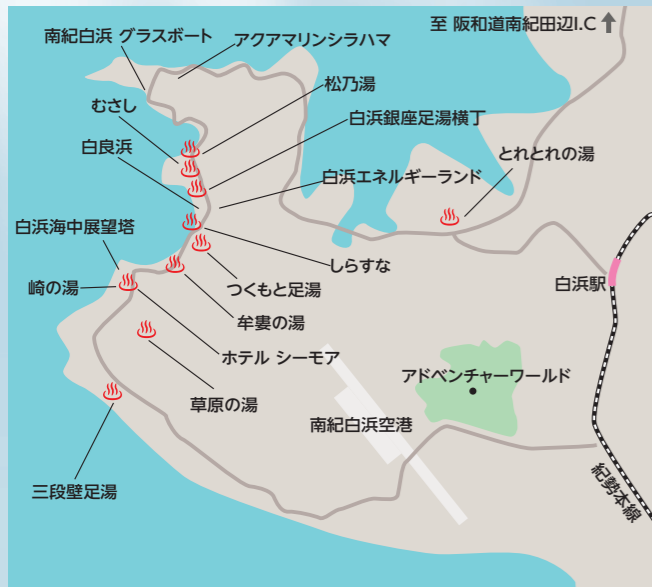 至 阪和道南紀田辺I.C
南紀白浜 グラスボート
アクアマリンシラハマ
松乃湯
むさし
白浜銀座足湯横丁
白良浜
とれとれの湯
白浜エネルギーランド
白浜海中展望塔
しらすな
白浜駅
崎の湯
つくもと足湯
牟婁の湯
ホテル シーモア
アドベンチャーワールド
草原の湯
南紀白浜空港
三段壁足湯
紀勢本線